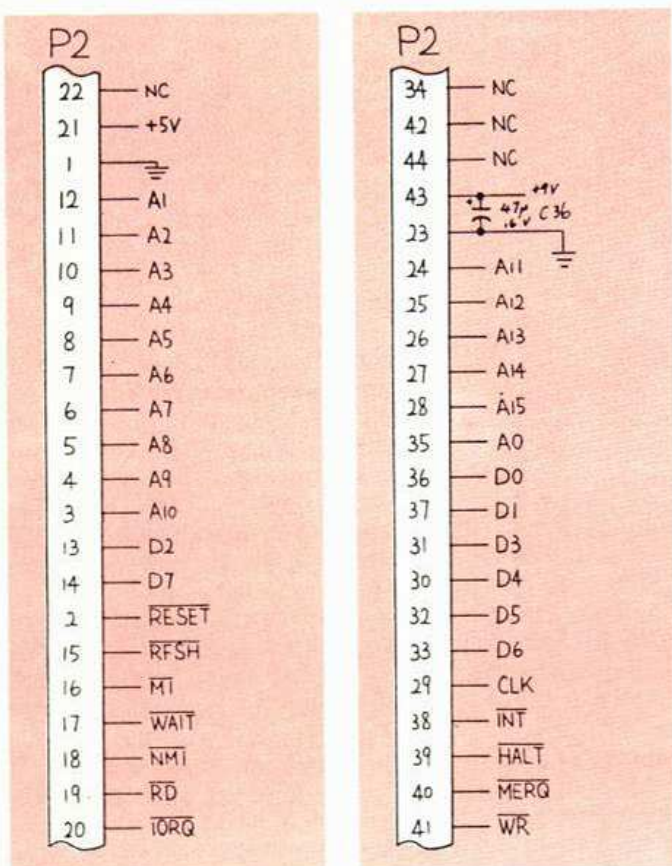 P2
22 NC
21 +5V
1
12 A1
11 A2
10 A3
9 A4
8 A5
7 A6
6 A7
5 A8
4 A9
3 A10
13 D2
14 D7
2 RESET
15 RFSH
16 M1
17 WAIT
18 NMI
19 RD
20 IORQ
P2
34 NC
42 NC
44 NC
43 +9V
+ 47µ C36
16V
23
24 A11
25 A12
26 A13
27 A14
28 A15
35 A0
36 D0
37 D1
31 D3
30 D4
32 D5
33 D6
29 CLK
38 INT
39 HALT
40 MERQ
41 WR